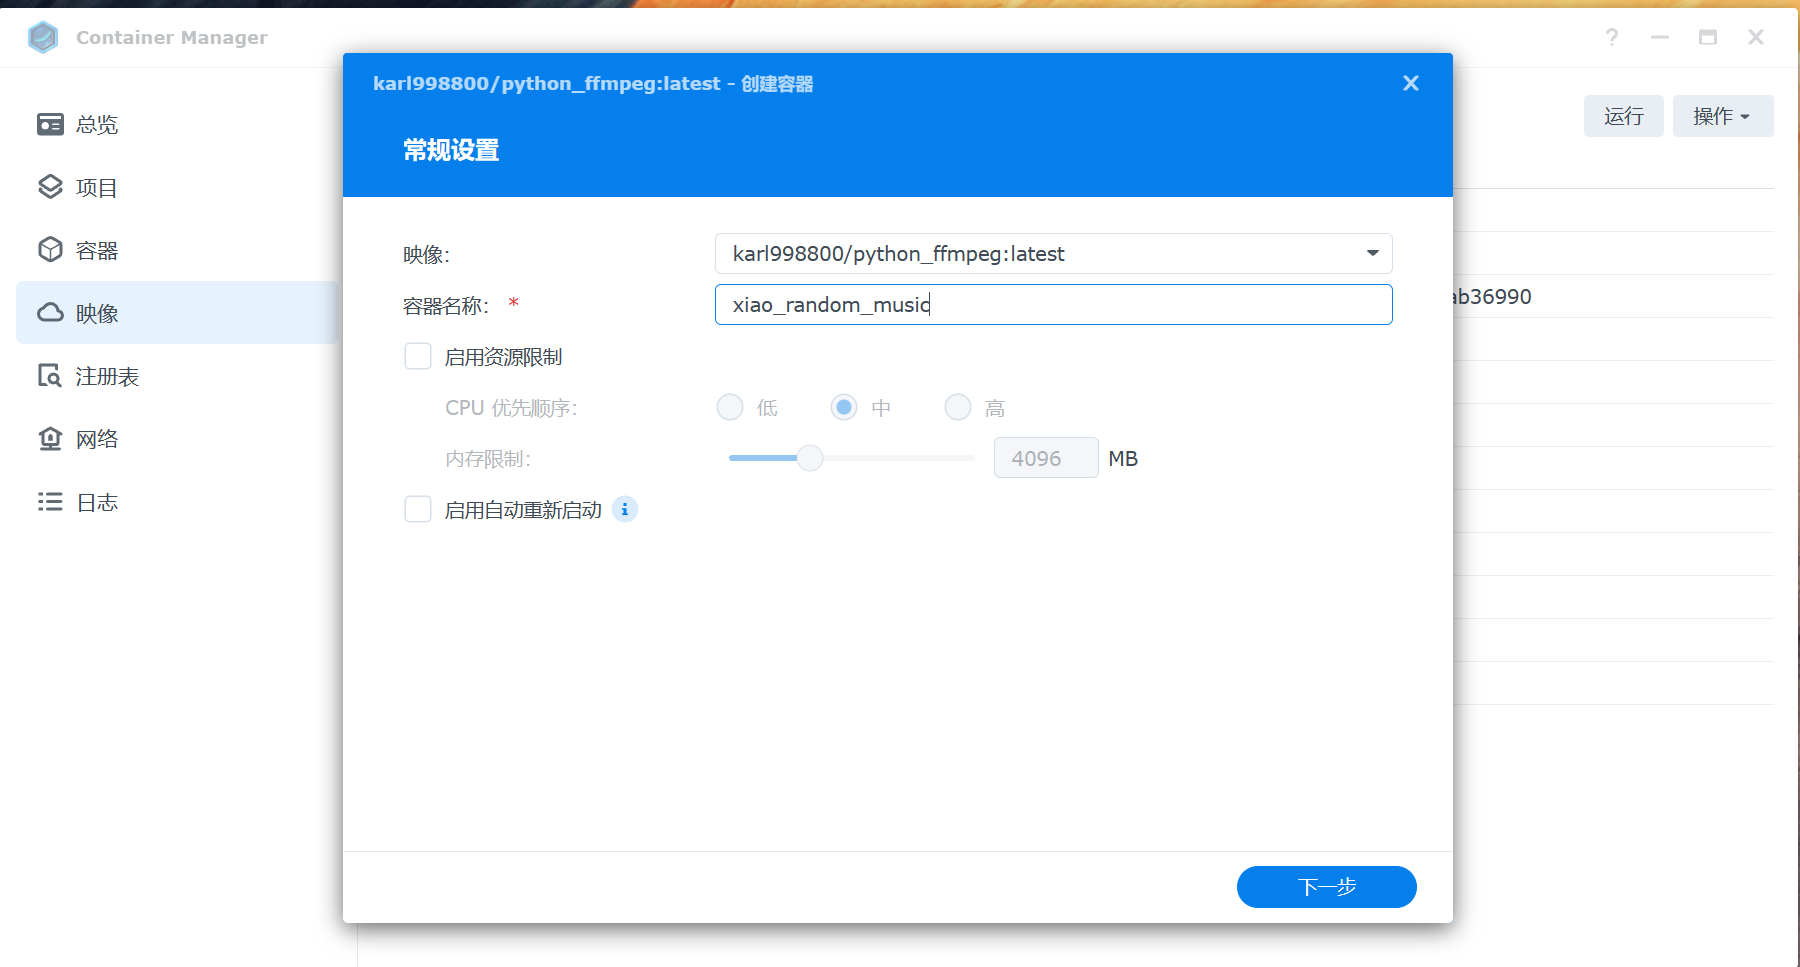 Container Manager
?
karl998800/python_ffmpeg:latest - 创建容器
常规设置
运行
操作
总览
项目
容器
映像
注册表
网络
日志
映像:
karl998800/python_ffmpeg:latest
容器名称: *
xiao_random_music
启用资源限制
CPU 优先顺序:
低
中
高
内存限制:
4096
MB
启用自动重新启动
i
ab36990
下一步